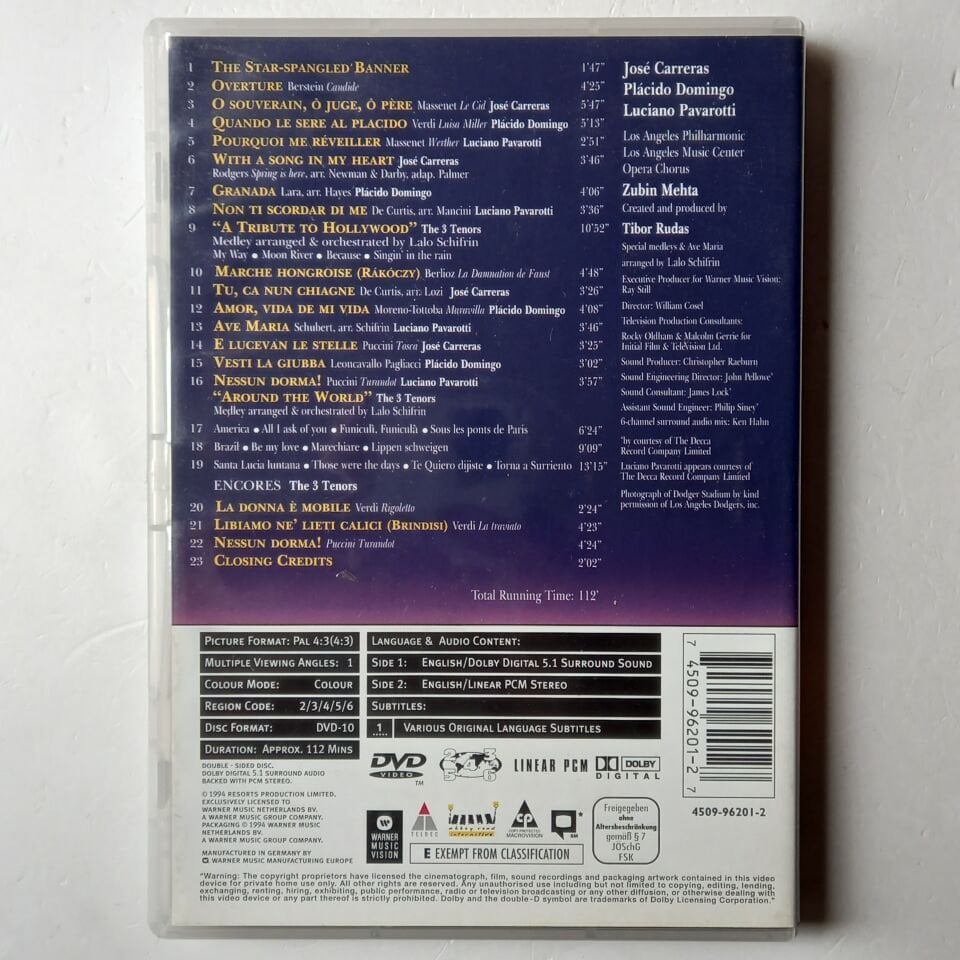 1 THE STAR-SPANGLED BANNER 1'47"
2 OVERTURE Berstein Candide 4'25"
3 O SOUVERAIN, Ô JUGE, Ô PÈRE Massenet Le Cid José Carreras 5'47"
4 QUANDO LE SERE AL PLACIDO Verdi Luisa Miller Plácido Domingo 5'13"
5 POURQUOI ME RÉVEILLER Massenet Werther Luciano Pavarotti 2'51"
6 WITH A SONG IN MY HEART José Carreras 3'46"
Rodgers Spring is here, arr. Newman & Darby, adap. Palmer
7 GRANADA Lara, arr. Hayes Plácido Domingo 4'06"
8 NON TI SCORDAR DI ME De Curtis, arr. Mancini Luciano Pavarotti 3'36"
9 "A TRIBUTE TO HOLLYWOOD" The 3 Tenors 10'52"
Medley arranged & orchestrated by Lalo Schifrin
My Way • Moon River • Because • Singin' in the rain
10 MARCHE HONGROISE (RÁKÓCZY) Berlioz La Damnation de Faust 4'48"
11 TU, CA NUN CHIAGNE De Curtis, arr. Lozi José Carreras 3'26"
12 AMOR, VIDA DE MI VIDA Moreno-Tottoba Maravilla Plácido Domingo 4'08"
13 AVE MARIA Schubert, arr. Schifrin Luciano Pavarotti 3'46"
14 E LUCEVAN LE STELLE Puccini Tosca José Carreras 3'25"
15 VESTI LA GIUBBA Leoncavallo Pagliacci Plácido Domingo 3'02"
16 NESSUN DORMA! Puccini Turandot Luciano Pavarotti 3'57"
"AROUND THE WORLD" The 3 Tenors
Medley arranged & orchestrated by Lalo Schifrin
17 America • All I ask of you • Funiculì, Funiculà • Sous les ponts de Paris 6'24"
18 Brazil • Be my love • Marechiare • Lippen schweigen 9'09"
19 Santa Lucia luntana • Those were the days • Te Quiero dijiste • Torna a Surriento 13'15"
ENCORES The 3 Tenors
20 LA DONNA È MOBILE Verdi Rigoletto 2'24"
21 LIBIAMO NE' LIETI CALICI (BRINDISI) Verdi La traviato 4'23"
22 NESSUN DORMA! Puccini Turandot 4'24"
23 CLOSING CREDITS 2'02"
Total Running Time: 112'
José Carreras
Plácido Domingo
Luciano Pavarotti
Los Angeles Philharmonic
Los Angeles Music Center
Opera Chorus
Zubin Mehta
Created and produced by
Tibor Rudas
Special medleys & Ave Maria
arranged by Lalo Schifrin
Executive Producer for Warner Music Vision:
Ray Still
Director: William Cosel
Television Production Consultants:
Rocky Oldham & Malcolm Gerrie for
Initial Film & TeleVision Ltd.
Sound Producer: Christopher Raeburn
Sound Engineering Director: John Pellowe*
Sound Consultant: James Lock*
Assistant Sound Engineer: Philip Siney*
6-channel surround audio mix: Ken Hahn
*by courtesy of The Decca
Record Company Limited
Luciano Pavarotti appears courtesy of
The Decca Record Company Limited
Photograph of Dodger Stadium by kind
permission of Los Angeles Dodgers, inc.
PICTURE FORMAT: PAL 4:3(4:3)
MULTIPLE VIEWING ANGLES: 1
COLOUR MODE: COLOUR
REGION CODE: 2/3/4/5/6
DISC FORMAT: DVD-10
DURATION: APPROX. 112 MINS
LANGUAGE & AUDIO CONTENT:
SIDE 1: ENGLISH/DOLBY DIGITAL 5.1 SURROUND SOUND
SIDE 2: ENGLISH/LINEAR PCM STEREO
SUBTITLES:
1 ..... VARIOUS ORIGINAL LANGUAGE SUBTITLES
DOUBLE - SIDED DISC.
DOLBY DIGITAL 5.1 SURROUND AUDIO
BACKED WITH PCM STEREO.
© 1994 RESORTS PRODUCTION LIMITED.
EXCLUSIVELY LICENSED TO
WARNER MUSIC NETHERLANDS BV.
A WARNER MUSIC GROUP COMPANY.
PACKAGING © 1994 WARNER MUSIC
NETHERLANDS BV.
A WARNER MUSIC GROUP COMPANY.
MANUFACTURED IN GERMANY BY
WARNER MUSIC MANUFACTURING EUROPE
DVD VIDEO TM
2 3 4 5 6
LINEAR PCM
DOLBY DIGITAL
WARNER MUSIC VISION
TELDEC
abbey road interactive
COPY PROTECTED MACROVISION
SM
E EXEMPT FROM CLASSIFICATION
Freigegeben
ohne
Altersbeschränkung
gemäß § 7
JÖSchG
FSK
7 4509-96201-2 7
4509-96201-2
"Warning: The copyright proprietors have licensed the cinematograph, film, sound recordings and packaging artwork contained in this video
device for private home use only. All other rights are reserved. Any unauthorised use including but not limited to copying, editing, lending,
exchanging, renting, hiring, exhibiting, public performance, radio or television broadcasting or any other diffusion, or otherwise dealing with
this video device or any part thereof is strictly prohibited. Dolby and the double-D symbol are trademarks of Dolby Licensing Corporation."